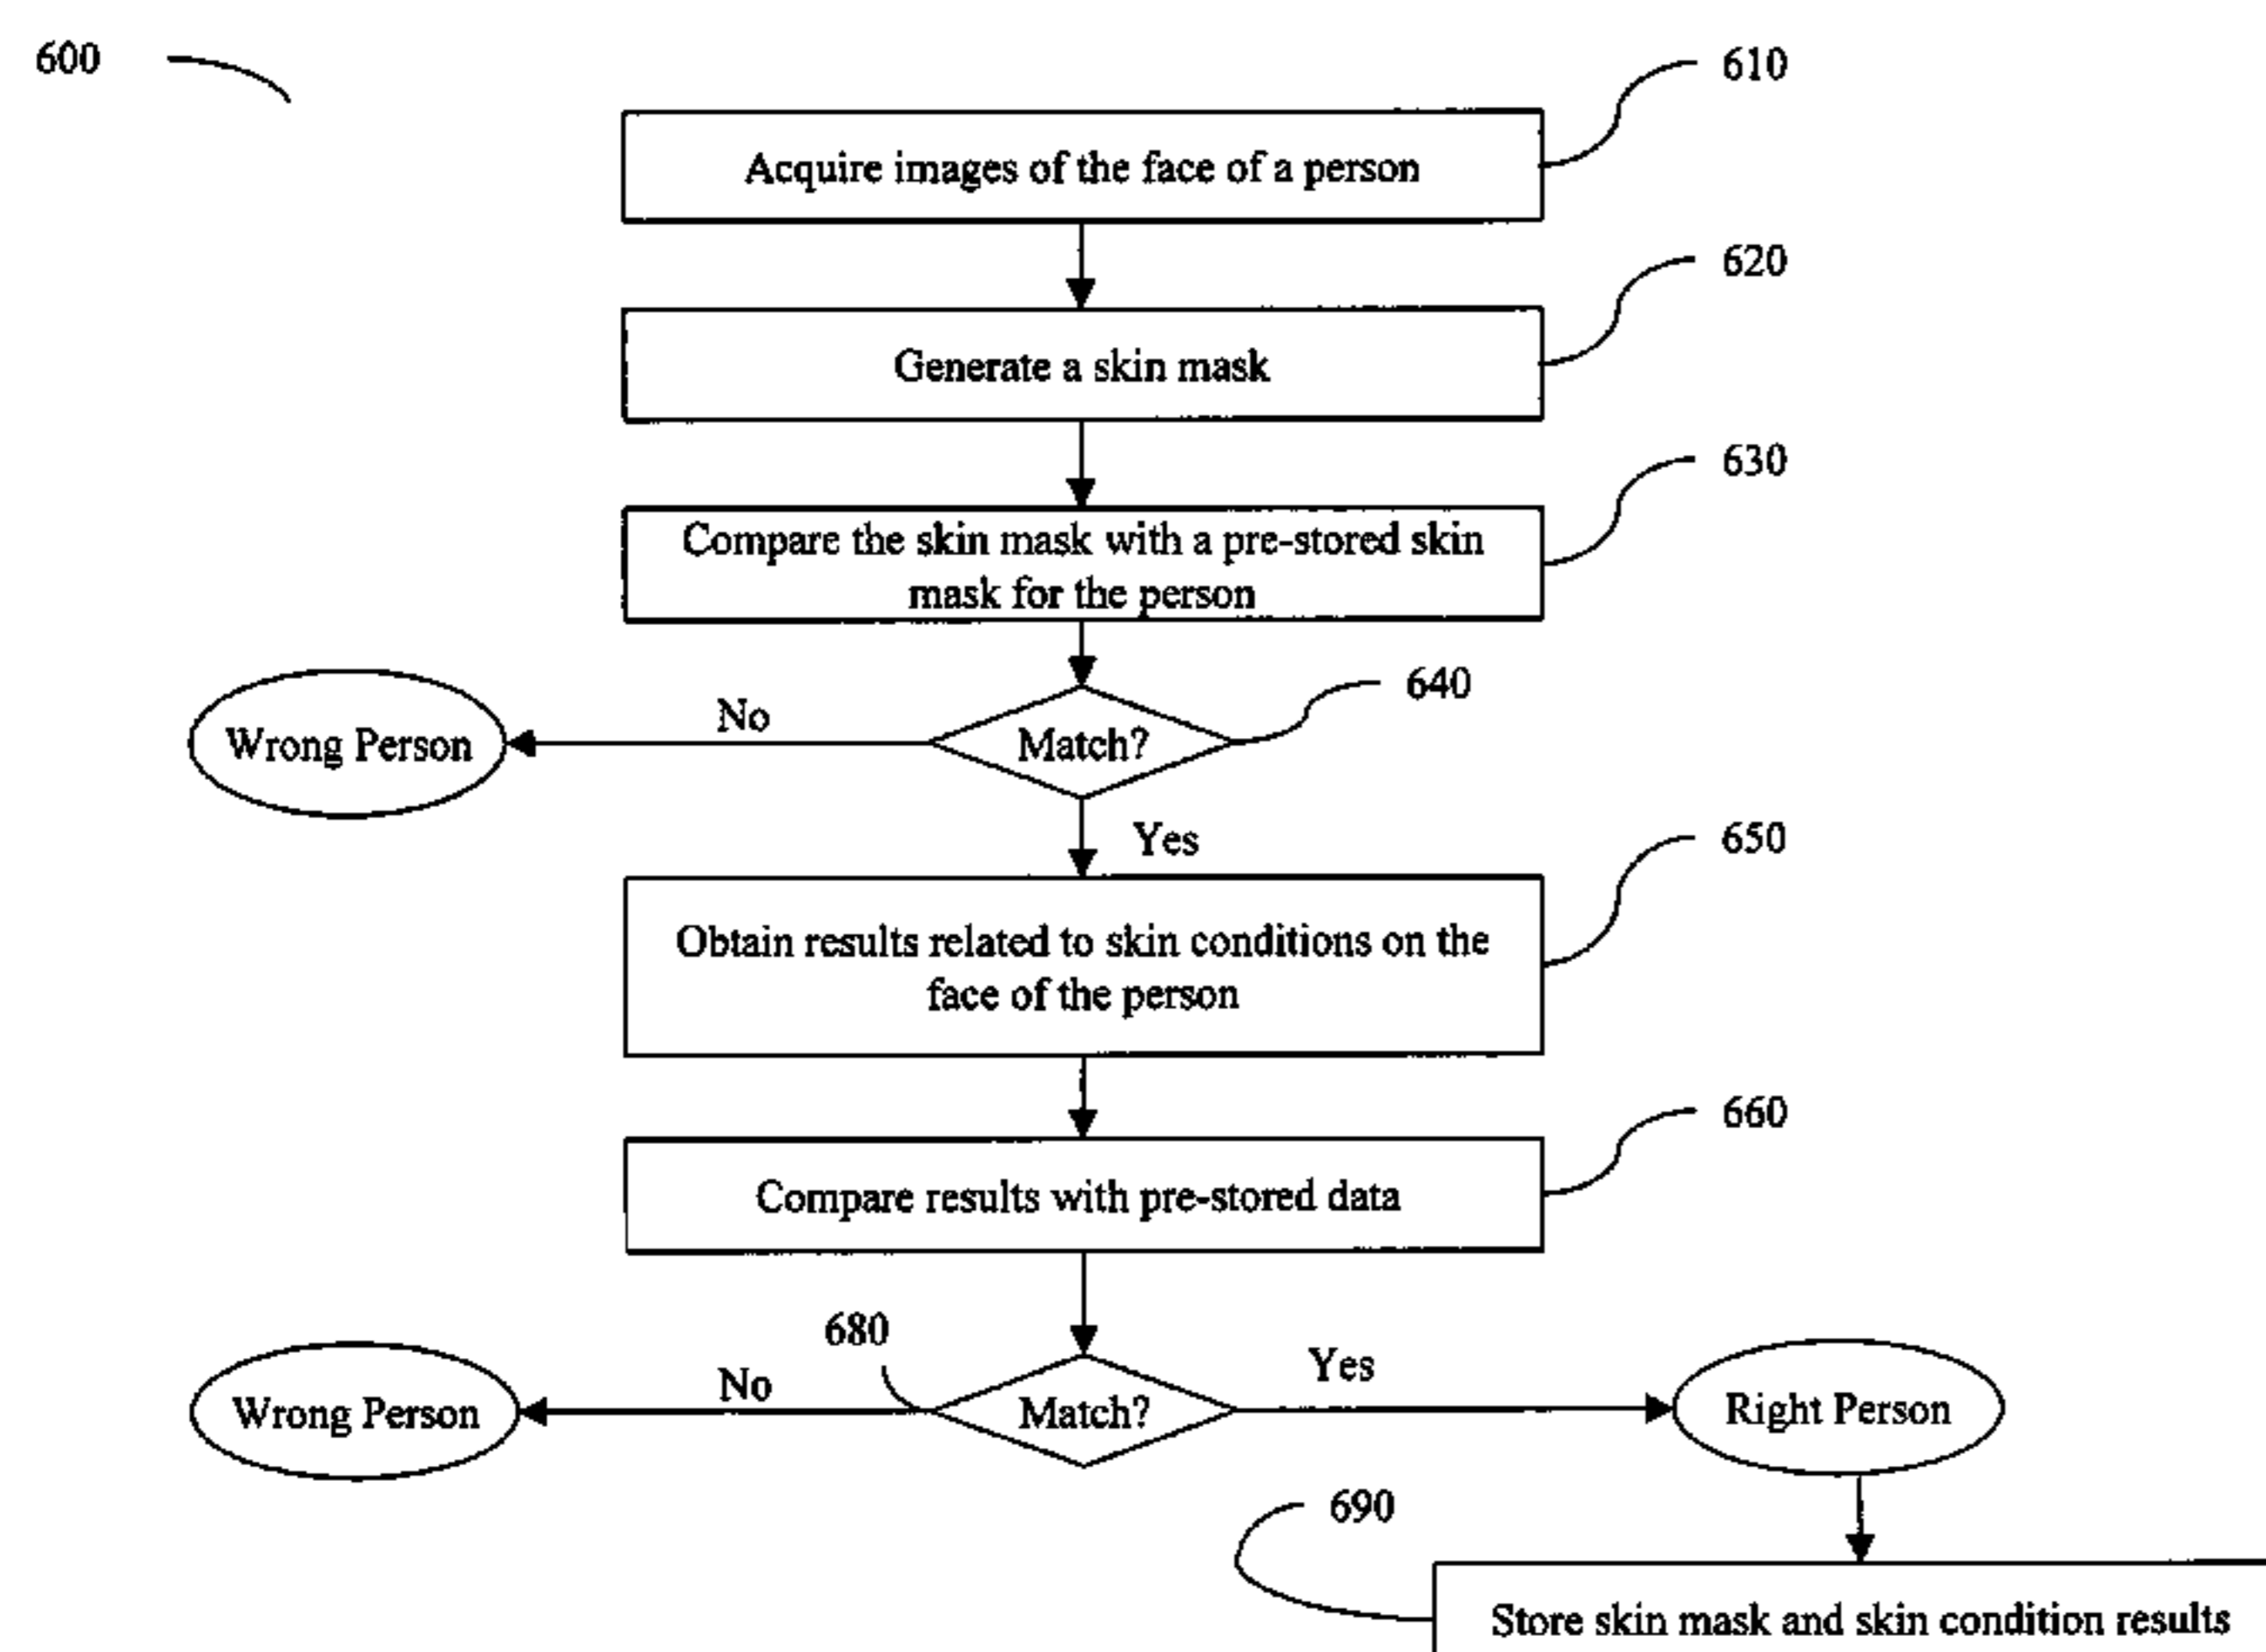 600
610
Acquire images of the face of a person
620
Generate a skin mask
630
Compare the skin mask with a pre-stored skin
mask for the person
640
No
Wrong Person
Match?
Yes
650
Obtain results related to skin conditions on the
face of the person
660
Compare results with pre-stored data
680
No
Yes
Wrong Person
Match?
Right Person
690
Store skin mask and skin condition results